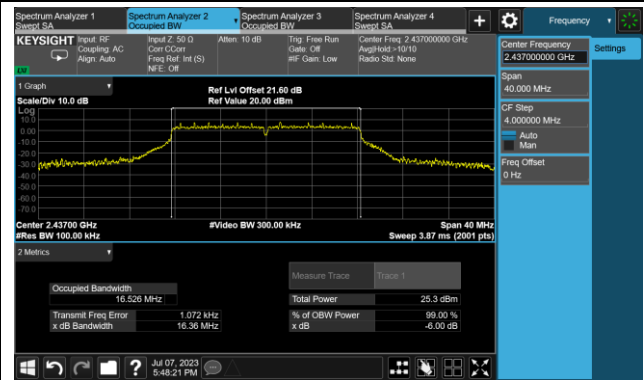 Spectrum Analyzer 1
Swept SA
Spectrum Analyzer 2
Occupied BW
Spectrum Analyzer 3
Occupied BW
Spectrum Analyzer 4
Swept SA
+
Frequency
KEYSIGHT
Input: RF
Coupling: AC
Align: Auto
Input Z: 50 Ω
Corr CCorr
Freq Ref: Int (S)
NFE: Off
Atten: 10 dB
Trig: Free Run
Gate: Off
#IF Gain: Low
Center Freq: 2.437000000 GHz
Avg|Hold:>10/10
Radio Std: None
Center Frequency
2.437000000 GHz
Settings
Span
40.000 MHz
CF Step
4.000000 MHz
Auto
Man
Freq Offset
0 Hz
1 Graph
Scale/Div 10.0 dB
Ref Lvl Offset 21.60 dB
Ref Value 20.00 dBm
Log
10.0
0.00
-10.0
-20.0
-30.0
-40.0
-50.0
-60.0
-70.0
Center 2.43700 GHz
#Video BW 300.00 kHz
Span 40 MHz
#Res BW 100.00 kHz
Sweep 3.87 ms (2001 pts)
2 Metrics
Measure Trace
Trace 1
Occupied Bandwidth
16.526 MHz
Total Power
25.3 dBm
Transmit Freq Error
1.072 kHz
% of OBW Power
99.00 %
x dB Bandwidth
16.36 MHz
x dB
-6.00 dB
?
Jul 07, 2023
5:48:21 PM